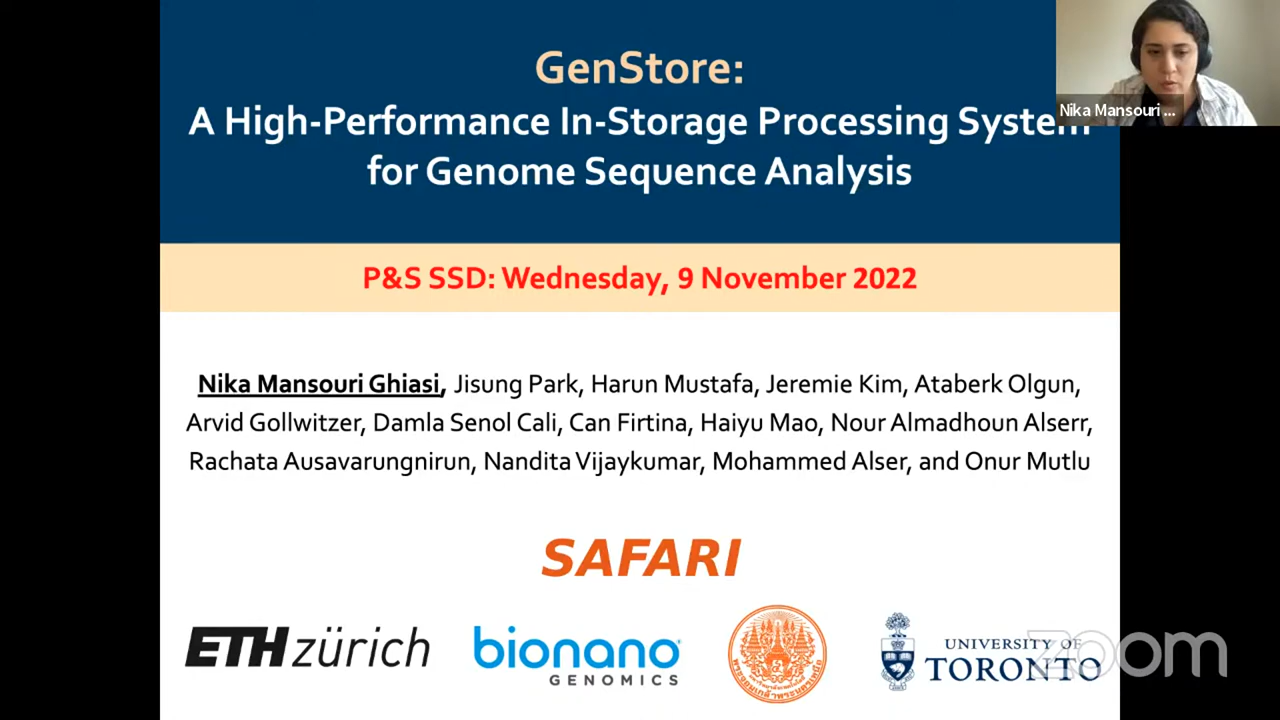 GenStore:
A High-Performance In-Storage Processing System
for Genome Sequence Analysis
Nika Mansouri ...
P&S SSD: Wednesday, 9 November 2022
Nika Mansouri Ghiasi, Jisung Park, Harun Mustafa, Jeremie Kim, Ataberk Olgun,
Arvid Gollwitzer, Damla Senol Cali, Can Firtina, Haiyu Mao, Nour Almadhoun Alserr,
Rachata Ausavarungnirun, Nandita Vijaykumar, Mohammed Alser, and Onur Mutlu
SAFARI
ETH zürich
bionano
GENOMICS
UNIVERSITY OF
TORONTO
zoom